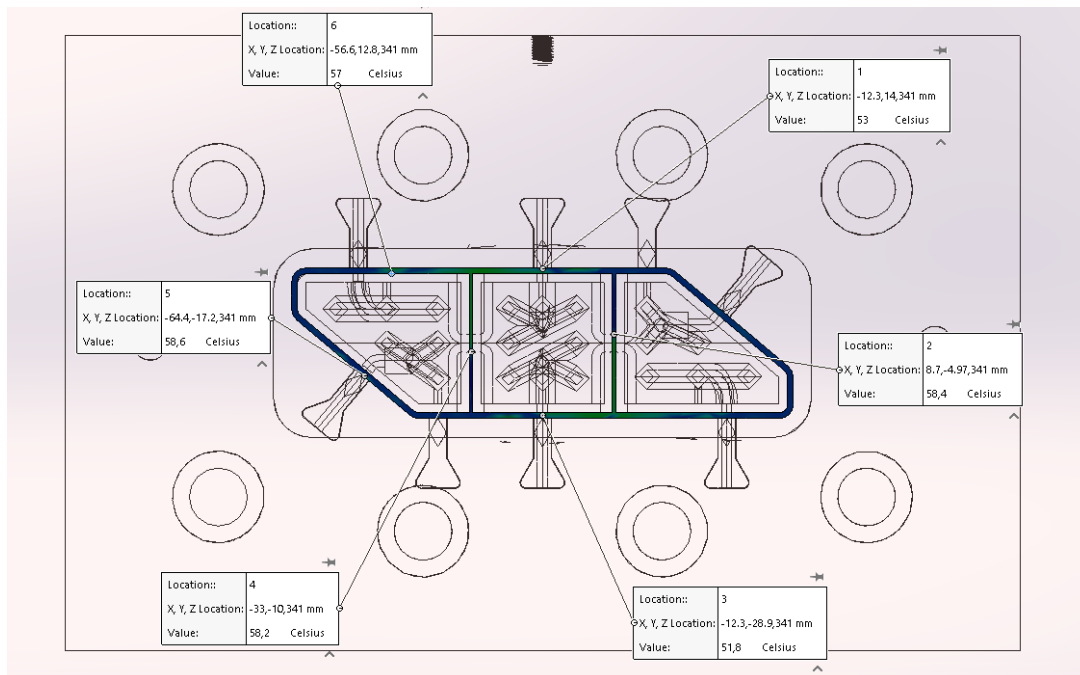 Location:: 6
X, Y, Z Location: -56.6,12.8,341 mm
Value: 57 Celsius
Location:: 1
X, Y, Z Location: -12.3,14,341 mm
Value: 53 Celsius
Location:: 5
X, Y, Z Location: -64.4,-17.2,341 mm
Value: 58,6 Celsius
Location:: 2
X, Y, Z Location: 8.7,-4.97,341 mm
Value: 58,4 Celsius
Location:: 4
X, Y, Z Location: -33,-10,341 mm
Value: 58,2 Celsius
Location:: 3
X, Y, Z Location: -12.3,-28.9,341 mm
Value: 51,8 Celsius